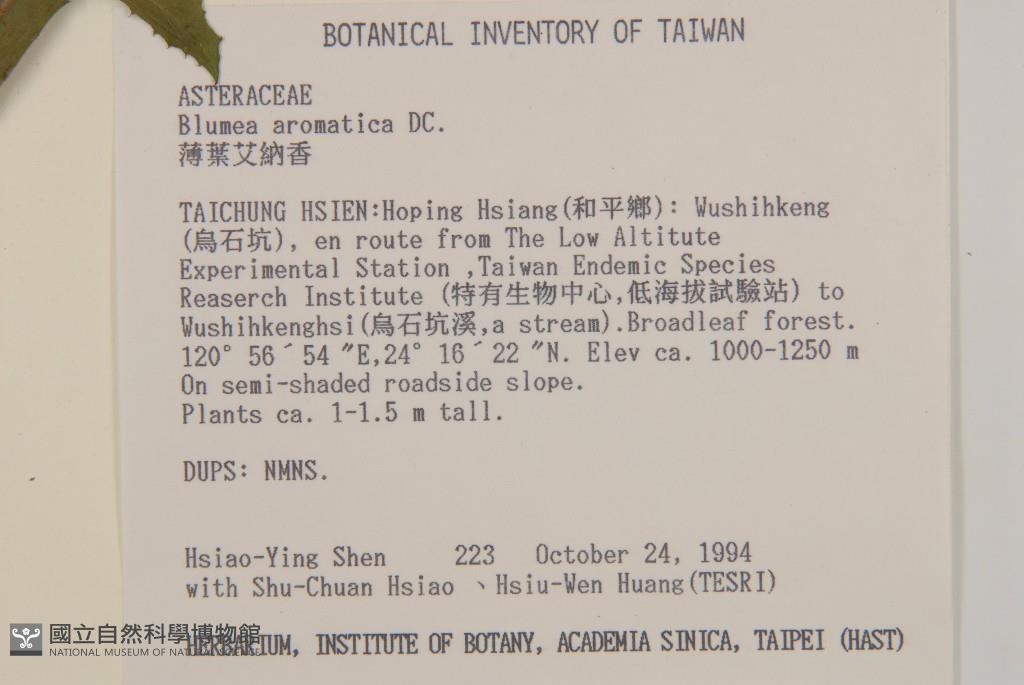 BOTANICAL INVENTORY OF TAIWAN
ASTERACEAE
Blumea aromatica DC.
薄葉艾納香
TAICHUNG HSIEN:Hoping Hsiang(和平鄉): Wushihkeng
(烏石坑), en route from The Low Altitute
Experimental Station ,Taiwan Endemic Species
Reaserch Institute (特有生物中心,低海拔試驗站) to
Wushihkenghsi(烏石坑溪,a stream).Broadleaf forest.
120° 56 ´ 54 ″E,24° 16 ´ 22 ″N. Elev ca. 1000-1250 m
On semi-shaded roadside slope.
Plants ca. 1-1.5 m tall.
DUPS: NMNS.
Hsiao-Ying Shen 223 October 24, 1994
with Shu-Chuan Hsiao 、Hsiu-Wen Huang(TESRI)
HERBARIUM, INSTITUTE OF BOTANY, ACADEMIA SINICA, TAIPEI (HAST)
國立自然科學博物館
NATIONAL MUSEUM OF NATURAL SCIENCE